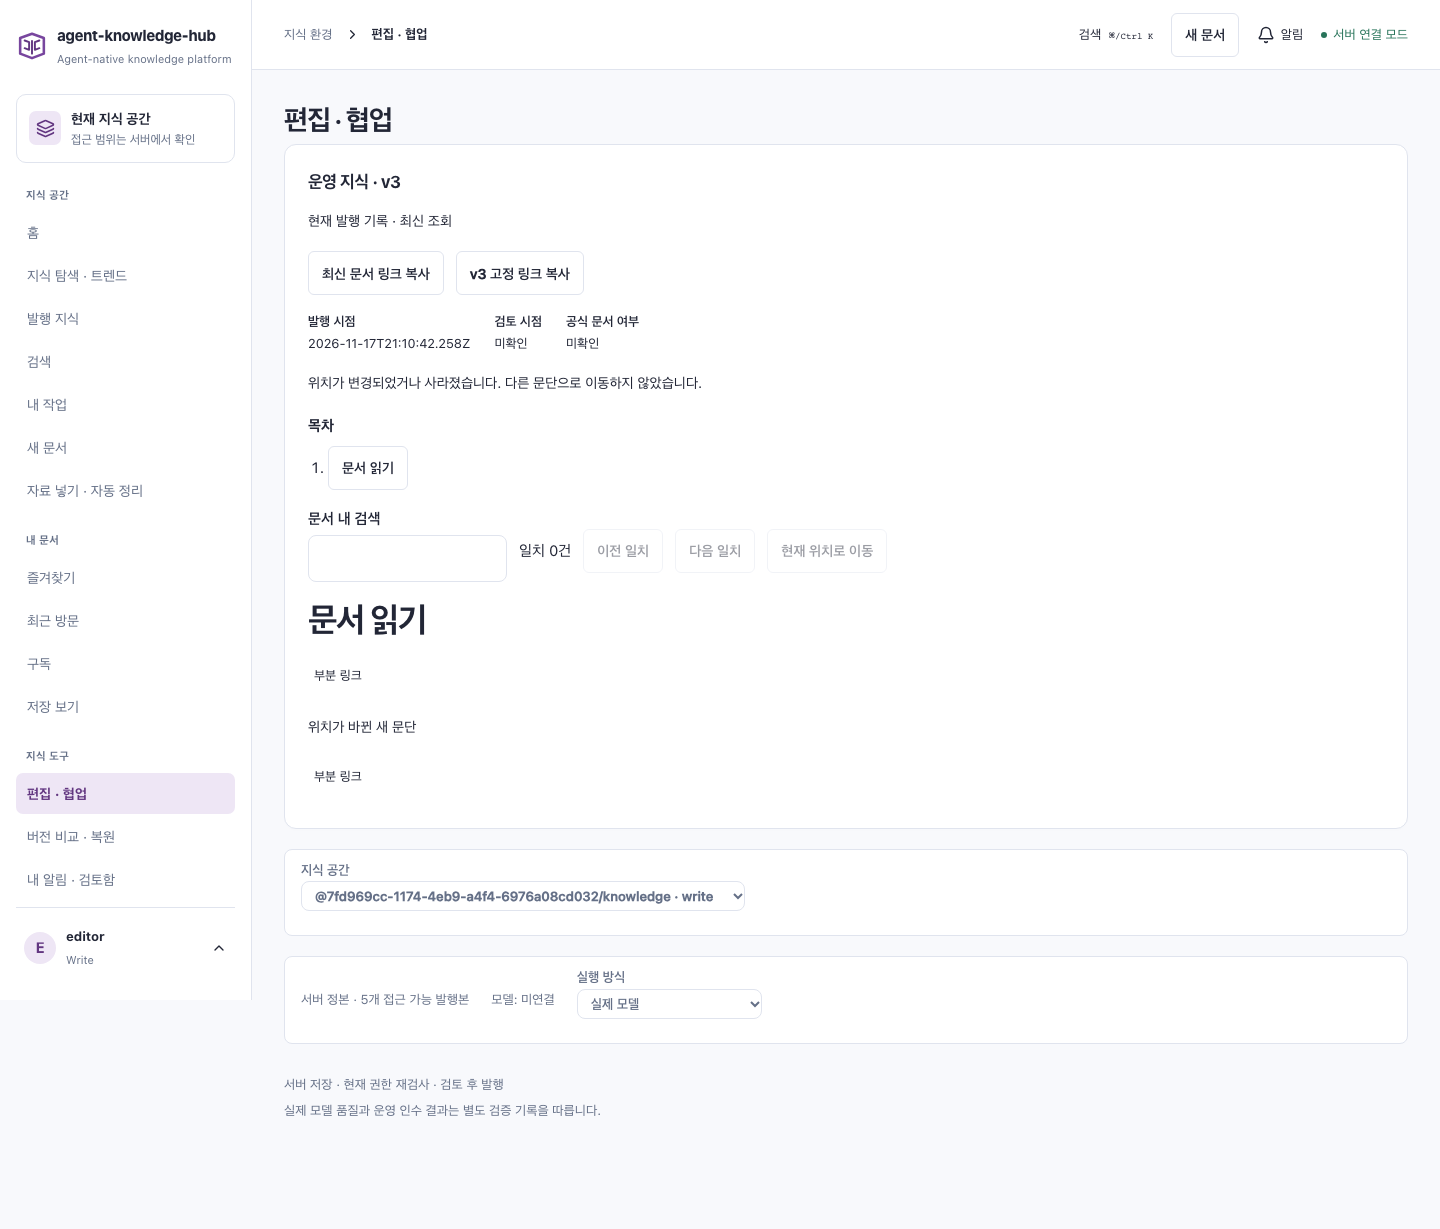 agent-knowledge-hub
Agent-native knowledge platform
현재 지식 공간
접근 범위는 서버에서 확인
지식 공간
홈
지식 탐색 · 트렌드
발행 지식
검색
내 작업
새 문서
자료 넣기 · 자동 정리
내 문서
즐겨찾기
최근 방문
구독
저장 보기
지식 도구
편집 · 협업
버전 비교 · 복원
내 알림 · 검토함
E
editor
Write
지식 환경 > 편집 · 협업
검색 ⌘/Ctrl K
새 문서
알림
서버 연결 모드
편집 · 협업
운영 지식 · v3
현재 발행 기록 · 최신 조회
최신 문서 링크 복사
v3 고정 링크 복사
발행 시점 검토 시점 공식 문서 여부
2026-11-17T21:10:42.258Z 미확인 미확인
위치가 변경되었거나 사라졌습니다. 다른 문단으로 이동하지 않았습니다.
목차
1. 문서 읽기
문서 내 검색
일치 0건 이전 일치 다음 일치 현재 위치로 이동
문서 읽기
부분 링크
위치가 바뀐 새 문단
부분 링크
지식 공간
@7fd969cc-1174-4eb9-a4f4-6976a08cd032/knowledge · write
실행 방식
서버 정본 · 5개 접근 가능 발행본 모델: 미연결 실제 모델
서버 저장 · 현재 권한 재검사 · 검토 후 발행
실제 모델 품질과 운영 인수 결과는 별도 검증 기록을 따릅니다.